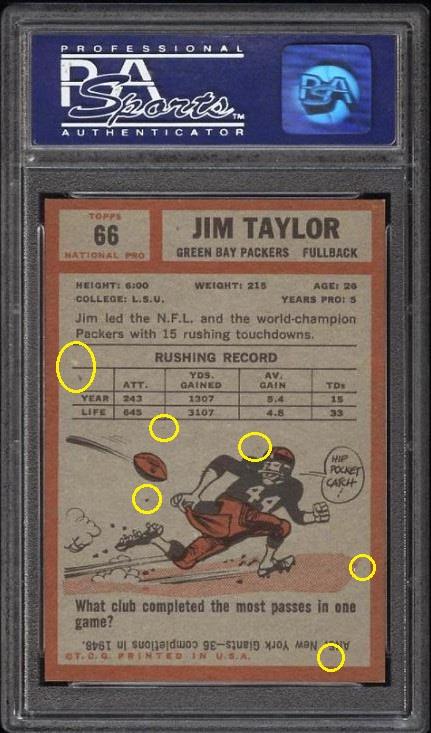 PROFESSIONAL
PSA
Sports™
AUTHENTICATOR
PSA
TOPPS
66
NATIONAL PRO
JIM TAYLOR
GREEN BAY PACKERS FULLBACK
HEIGHT: 6:00 WEIGHT: 215 AGE: 26
COLLEGE: L.S.U. YEARS PRO: 5
Jim led the N.F.L. and the world-champion
Packers with 15 rushing touchdowns.
RUSHING RECORD
ATT. YDS. GAINED AV. GAIN TDs
YEAR 243 1307 5.4 15
LIFE 645 3107 4.8 33
HIP
POCKET
CATCH!
44
What club completed the most passes in one
game?
ANS. New York Giants—36 completions in 1948.
©T.C.G. PRINTED IN U.S.A.